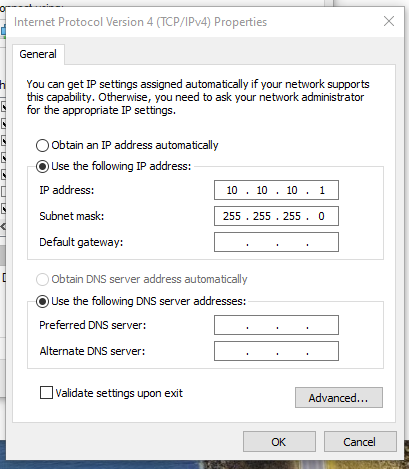 Internet Protocol Version 4 (TCP/IPv4) Properties
General
You can get IP settings assigned automatically if your network supports
this capability. Otherwise, you need to ask your network administrator
for the appropriate IP settings.
Obtain an IP address automatically
Use the following IP address:
IP address: 10 . 10 . 10 . 1
Subnet mask: 255 . 255 . 255 . 0
Default gateway: . . .
Obtain DNS server address automatically
Use the following DNS server addresses:
Preferred DNS server: . . .
Alternate DNS server: . . .
Validate settings upon exit
Advanced...
OK Cancel